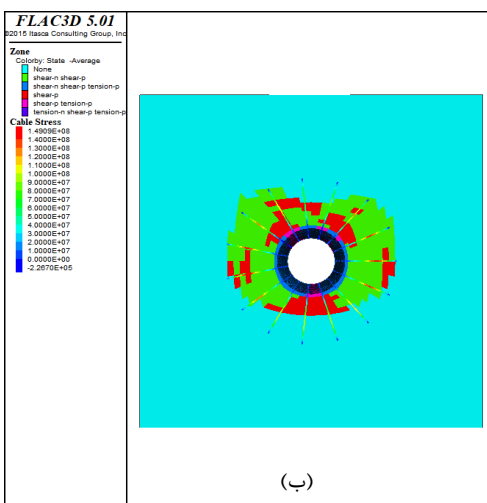 FLAC3D 5.01
©2015 Itasca Consulting Group, Inc
Zone
Colorby: State -Average
None
shear-n shear-p
shear-n shear-p tension-p
shear-p
shear-p tension-p
tension-n shear-p tension-p
Cable Stress
1.4909E+08
1.4000E+08
1.3000E+08
1.2000E+08
1.1000E+08
1.0000E+08
9.0000E+07
8.0000E+07
7.0000E+07
6.0000E+07
5.0000E+07
4.0000E+07
3.0000E+07
2.0000E+07
1.0000E+07
0.0000E+00
-2.2670E+05
(ب)